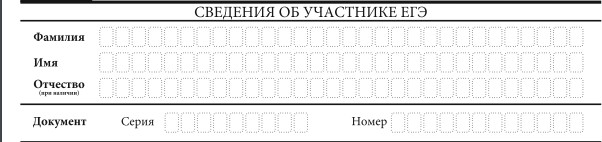 СВЕДЕНИЯ ОБ УЧАСТНИКЕ ЕГЭ
Фамилия
Имя
Отчество
(при наличии)
Документ Серия Номер